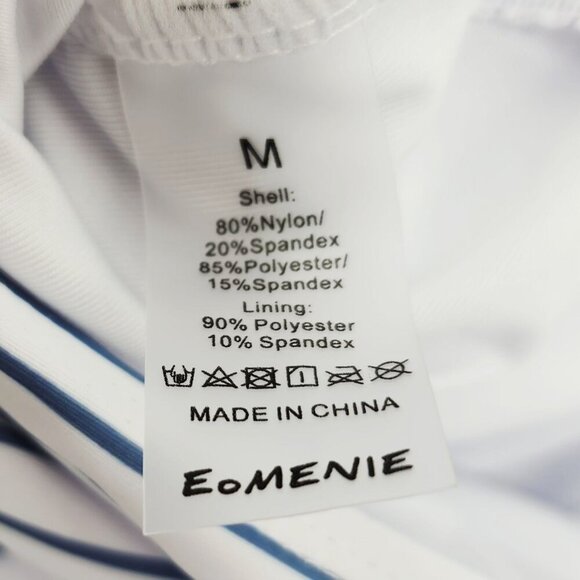 M
Shell:
80%Nylon/
20%Spandex
85%Polyester/
15%Spandex
Lining:
90% Polyester
10% Spandex
MADE IN CHINA
EOMENIE